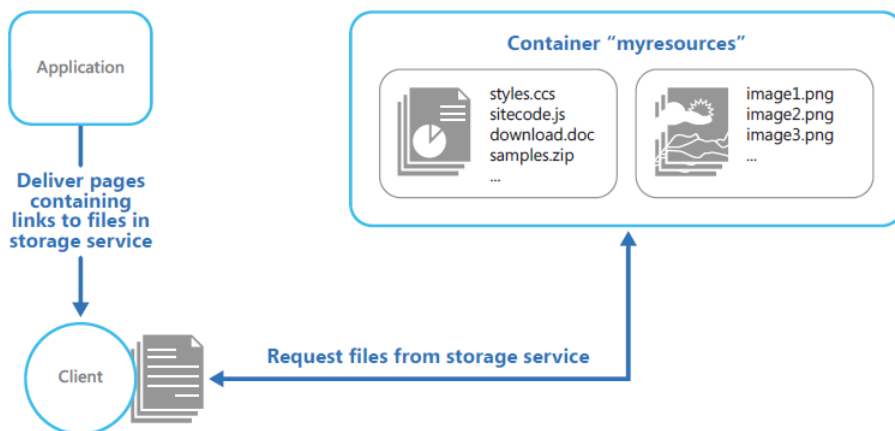 Application
Container “myresources”
styles.ccs
sitecode.js
download.doc
samples.zip
...
image1.png
image2.png
image3.png
...
Deliver pages
containing
links to files in
storage service
Client
Request files from storage service